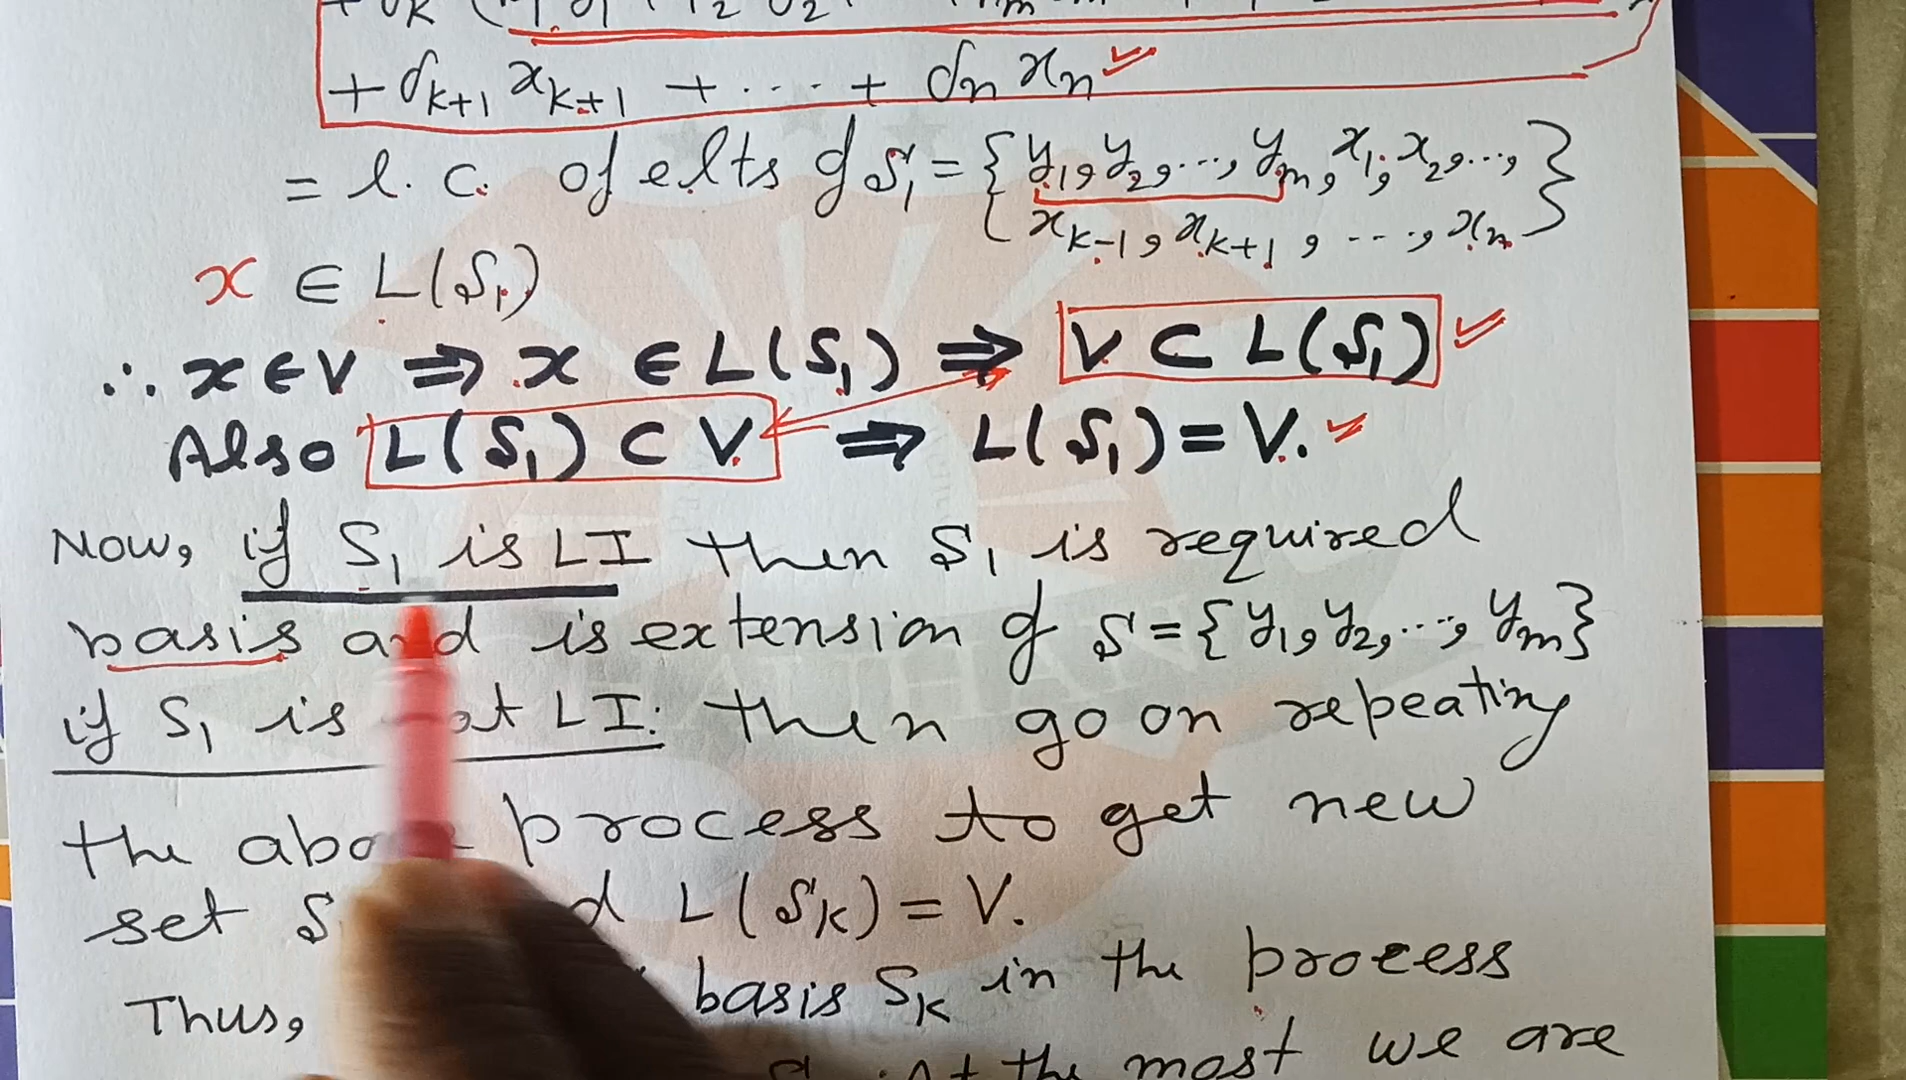 + δk+1 xk+1 + ... + δn xn
= l. c. of elts of S1 = { y1, y2, ..., ym, x1, x2, ...,
xk-1, xk+1, ..., xn }
x ∈ L(S1)
∴ x ∈ V ⇒ x ∈ L(S1) ⇒ V ⊂ L(S1)
Also L(S1) ⊂ V ⇒ L(S1) = V.
Now, if S1 is LI then S1 is required
basis and is extension of S = {y1, y2, ..., ym}
if S1 is not LI: then go on repeating
the above process to get new
set S L(Sk) = V.
Thus, basis Sk in the process
the most we are